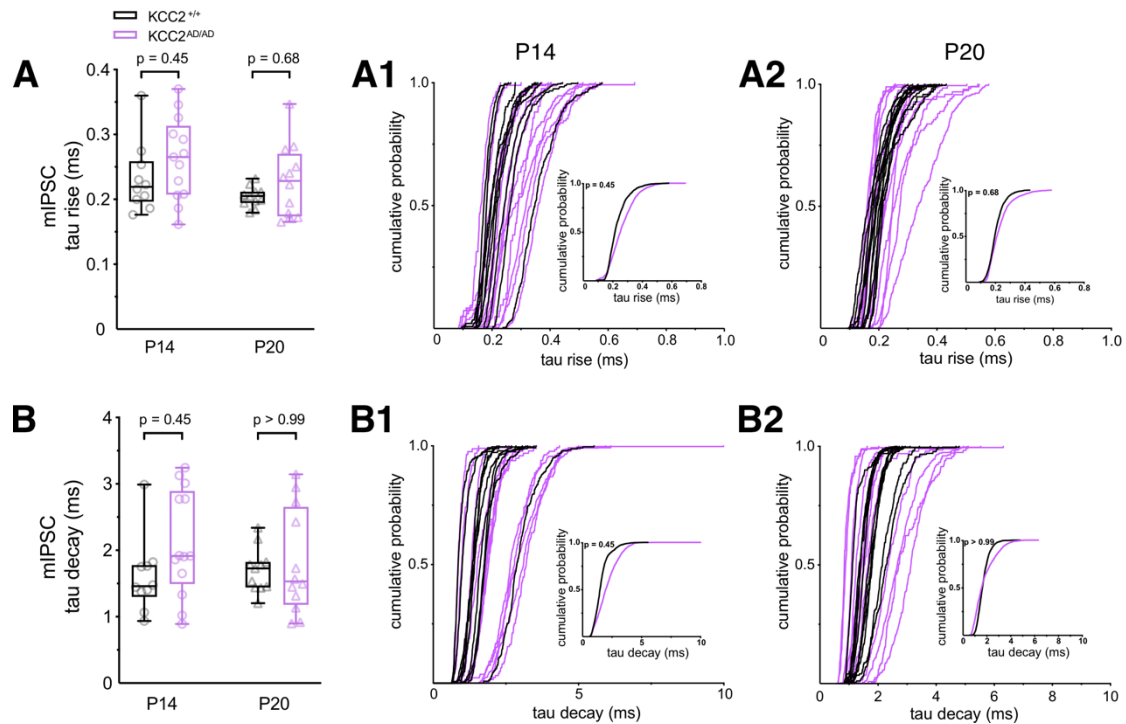 KCC2+/+
KCC2AD/AD
A
p = 0.45
p = 0.68
mIPSC
tau rise (ms)
0.4
0.3
0.2
0.1
0
P14
P20
A1
P14
cumulative probability
1.0
0.5
0
0.2
0.4
0.6
0.8
1.0
tau rise (ms)
cumulative probability
1.0
p = 0.45
0.5
0.2
0.4
0.6
0.8
tau rise (ms)
A2
P20
cumulative probability
1.0
0.5
0
0.2
0.4
0.6
0.8
1.0
tau rise (ms)
cumulative probability
1.0
p = 0.68
0.5
0
0.2
0.4
0.6
0.8
tau rise (ms)
B
p = 0.45
p > 0.99
mIPSC
tau decay (ms)
4
3
2
1
0
P14
P20
B1
cumulative probability
1.0
0.5
0
5
10
tau decay (ms)
cumulative probability
1.0
p = 0.45
0.5
0
5
10
tau decay (ms)
B2
cumulative probability
1.0
0.5
0
2
4
6
8
10
tau decay (ms)
cumulative probability
1.0
p > 0.99
0.5
0
2
4
6
8
10
tau decay (ms)